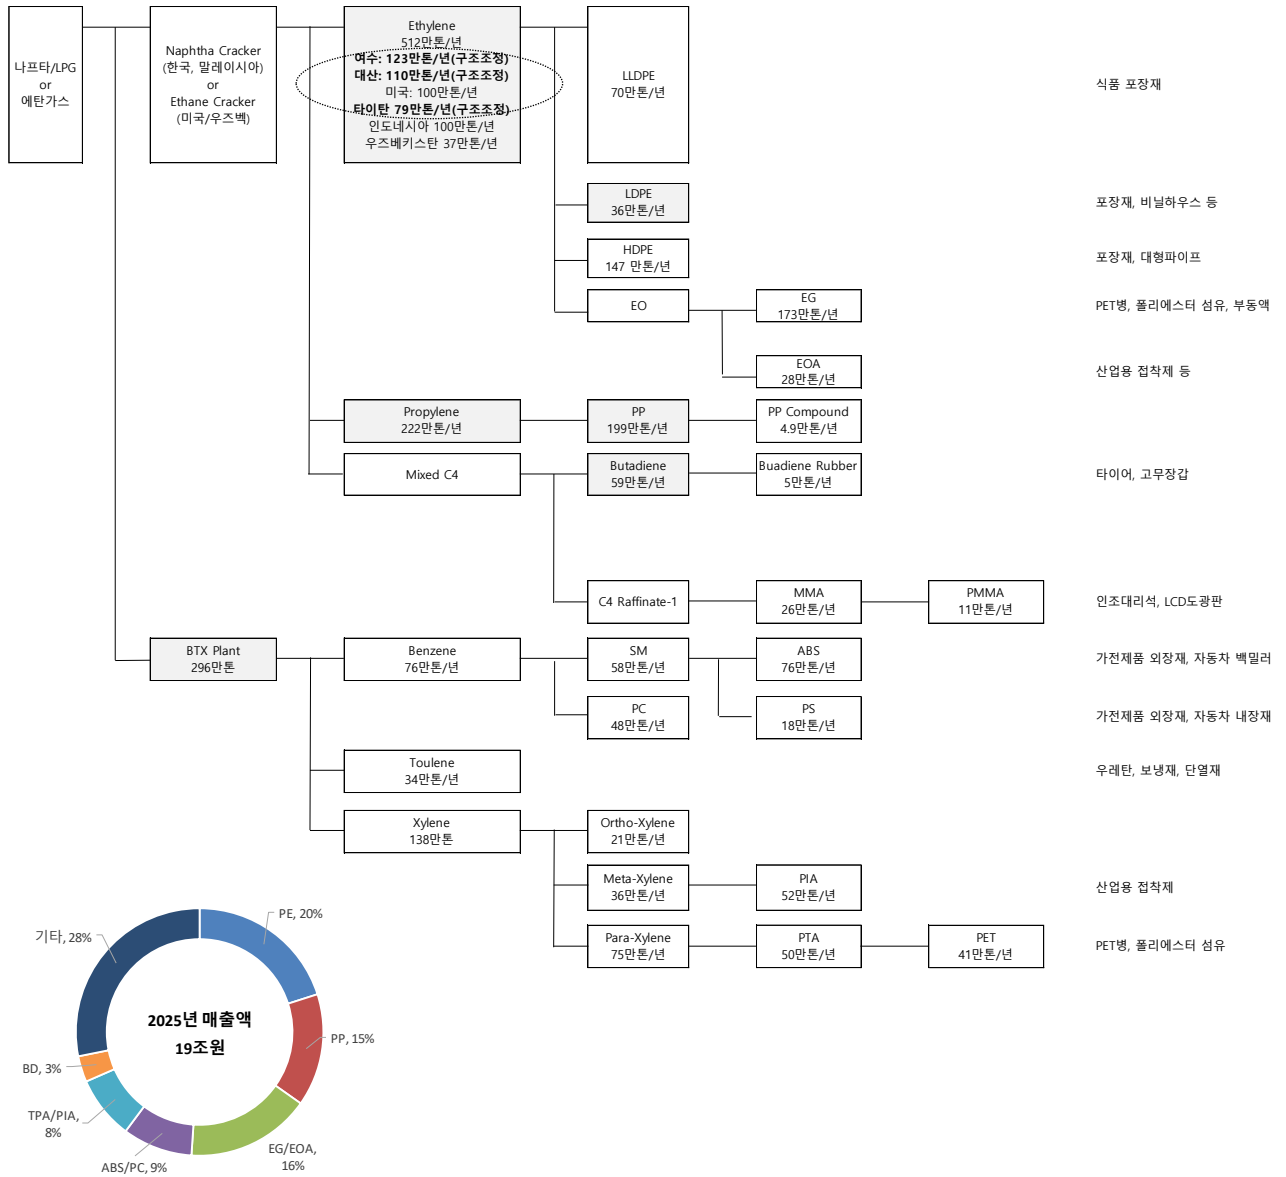 나프타/LPG
or
에탄가스
Naphtha Cracker
(한국, 말레이시아)
or
Ethane Cracker
(미국/우즈벡)
Ethylene
512만톤/년
여수: 123만톤/년(구조조정)
대산: 110만톤/년(구조조정)
미국: 100만톤/년
타이탄 79만톤/년(구조조정)
인도네시아 100만톤/년
우즈베키스탄 37만톤/년
LLDPE
70만톤/년
식품 포장재
LDPE
36만톤/년
포장재, 비닐하우스 등
HDPE
147 만톤/년
포장재, 대형파이프
EO
EG
173만톤/년
PET병, 폴리에스터 섬유, 부동액
EOA
28만톤/년
산업용 접착제 등
Propylene
222만톤/년
PP
199만톤/년
PP Compound
4.9만톤/년
Mixed C4
Butadiene
59만톤/년
Buadiene Rubber
5만톤/년
타이어, 고무장갑
C4 Raffinate-1
MMA
26만톤/년
PMMA
11만톤/년
인조대리석, LCD도광판
BTX Plant
296만톤
Benzene
76만톤/년
SM
58만톤/년
ABS
76만톤/년
가전제품 외장재, 자동차 백밀러
PC
48만톤/년
PS
18만톤/년
가전제품 외장재, 자동차 내장재
Toulene
34만톤/년
우레탄, 보냉재, 단열재
Xylene
138만톤
Ortho-Xylene
21만톤/년
Meta-Xylene
36만톤/년
PIA
52만톤/년
산업용 접착제
Para-Xylene
75만톤/년
PTA
50만톤/년
PET
41만톤/년
PET병, 폴리에스터 섬유
PE, 20%
기타, 28%
2025년 매출액
19조원
PP, 15%
BD, 3%
TPA/PIA,
8%
ABS/PC, 9%
EG/EOA,
16%